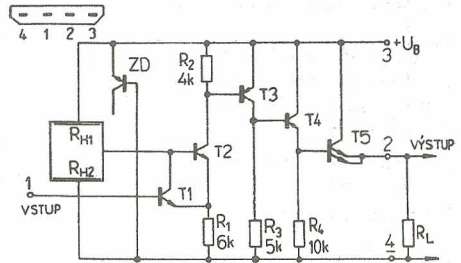 4 1 2 3
ZD
R2
4k
T3
3
+UB
RH1
RH2
T2
T4
T5
2
VÝSTUP
1
VSTUP
T1
R1
6k
R3
5k
R4
10k
4
RL